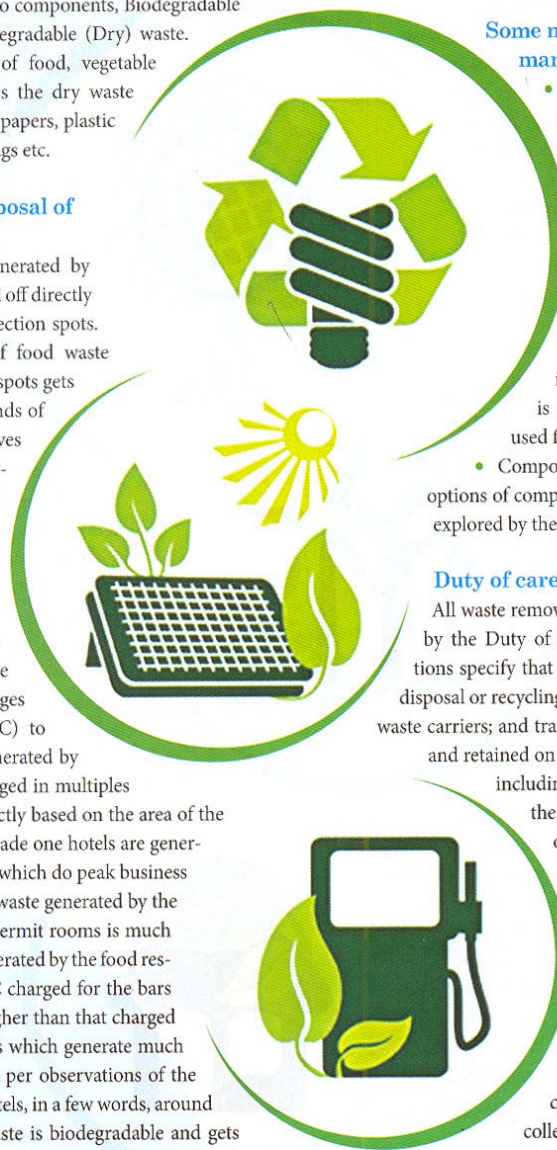 o components, Biodegradable
egradable (Dry) waste.
of food, vegetable
s the dry waste
papers, plastic
gs etc.
posal of
nerated by
off directly
ection spots.
f food waste
spots gets
nds of
ves
e
ges
C) to
nerated by
ged in multiples
ctly based on the area of the
ade one hotels are gener-
which do peak business
waste generated by the
ermit rooms is much
erated by the food res-
charged for the bars
gher than that charged
s which generate much
per observations of the
tels, in a few words, around
ste is biodegradable and gets
Some m
man
•
is
used f
• Compo
options of comp
explored by the
Duty of care
All waste remov
by the Duty of
tions specify that
disposal or recycling
waste carriers; and tra
and retained on
includin
the
c
colle